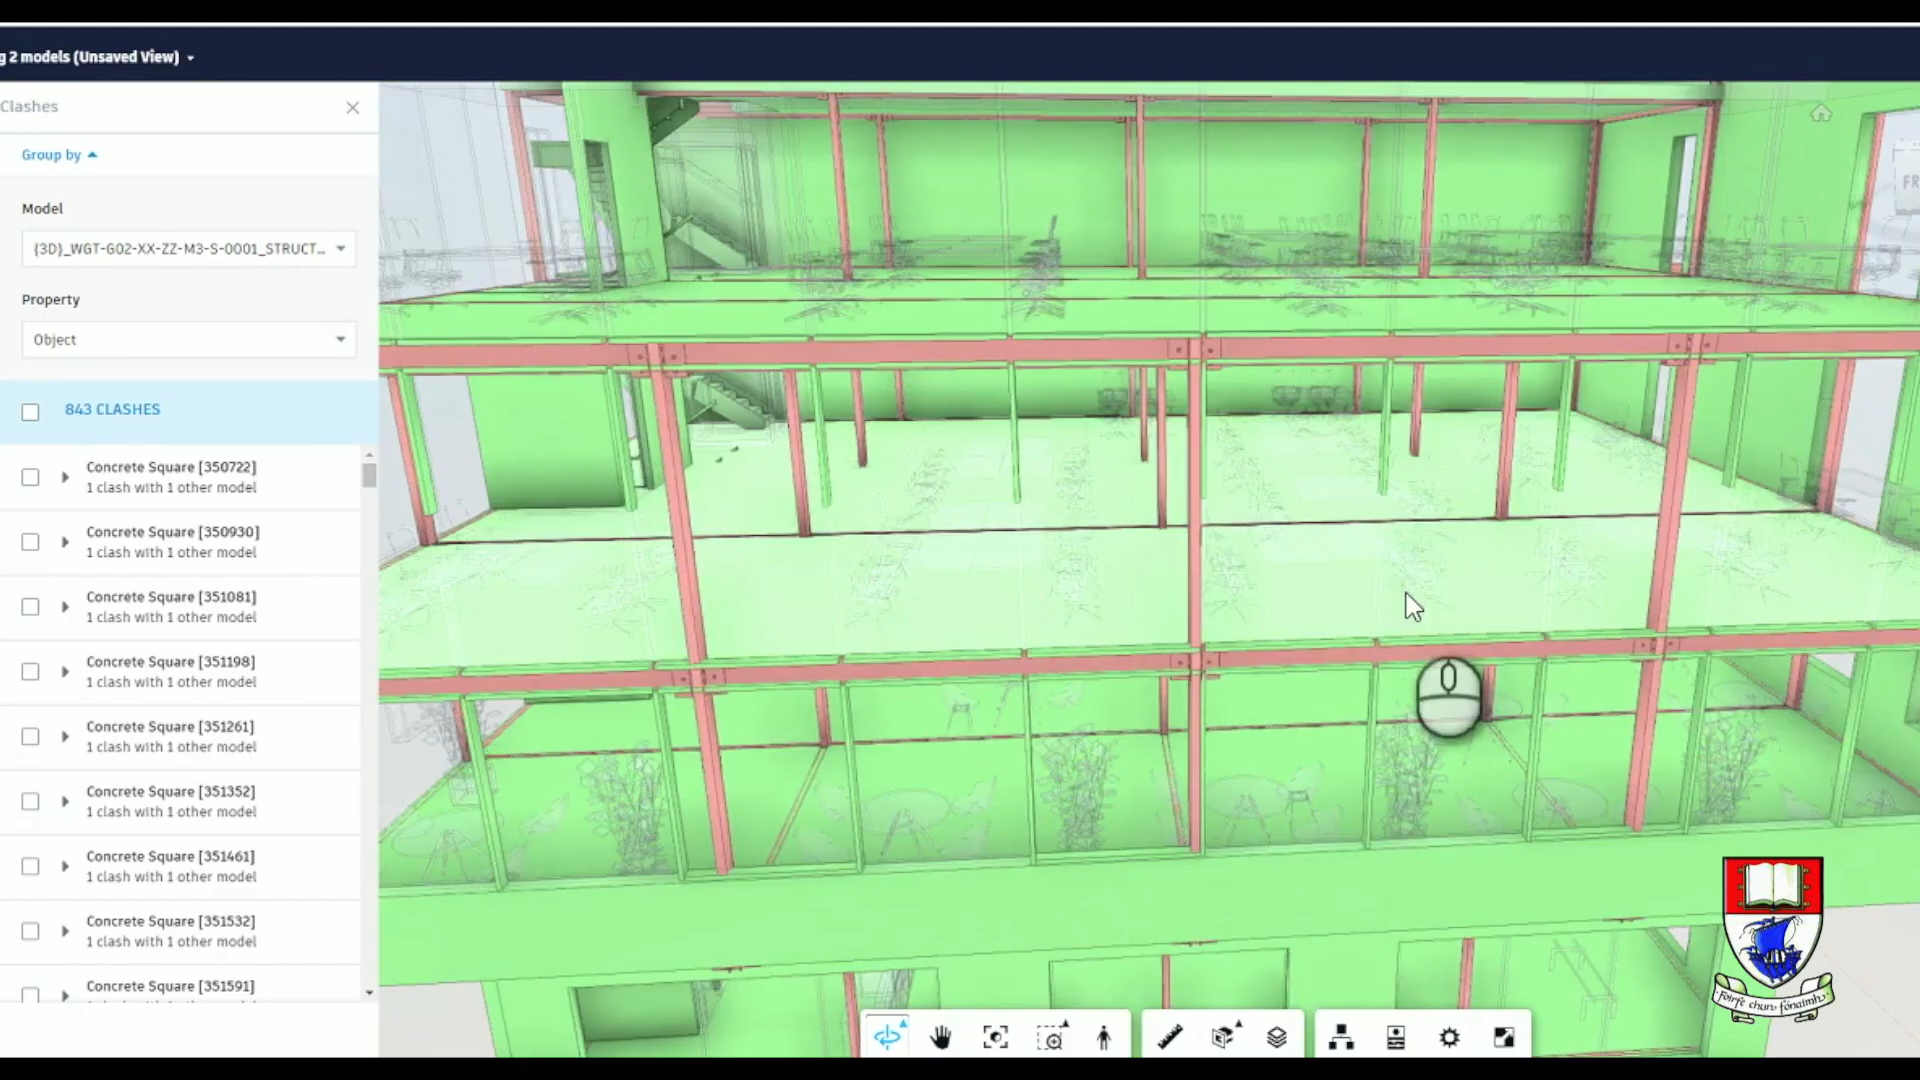 g 2 models (Unsaved View)
Clashes
Group by
Model
{3D}_WGT-G02-XX-ZZ-M3-S-0001_STRUCT...
Property
Object
843 CLASHES
Concrete Square [350722]
1 clash with 1 other model
Concrete Square [350930]
1 clash with 1 other model
Concrete Square [351081]
1 clash with 1 other model
Concrete Square [351198]
1 clash with 1 other model
Concrete Square [351261]
1 clash with 1 other model
Concrete Square [351352]
1 clash with 1 other model
Concrete Square [351461]
1 clash with 1 other model
Concrete Square [351532]
1 clash with 1 other model
Concrete Square [351591]
FR
Foirfe chun fónaimh